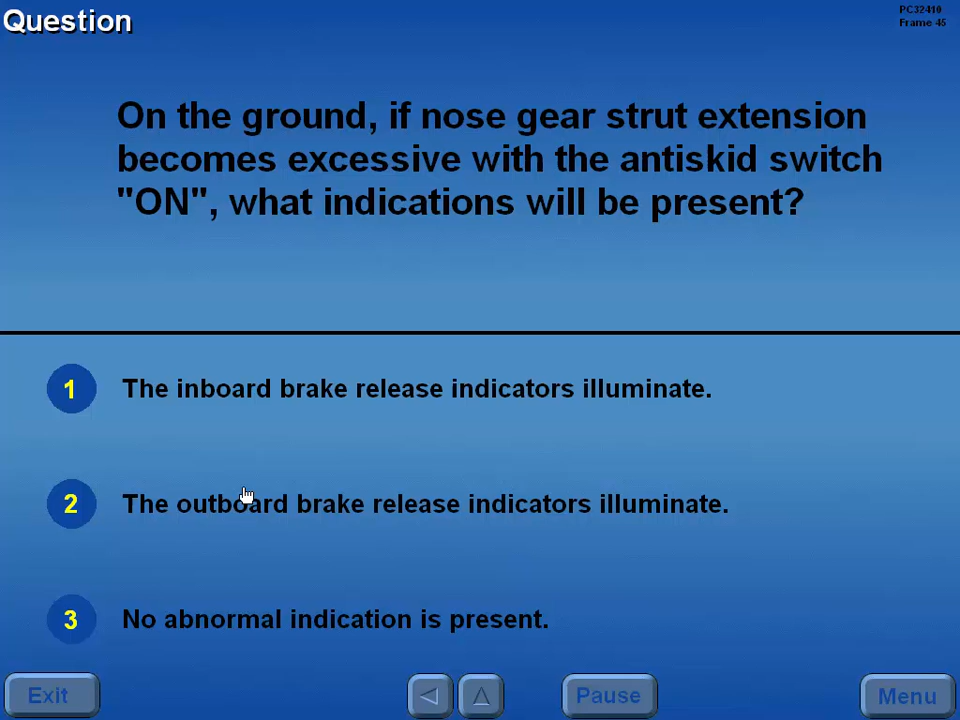 Question
PC32410
Frame 45
On the ground, if nose gear strut extension
becomes excessive with the antiskid switch
"ON", what indications will be present?
1 The inboard brake release indicators illuminate.
2 The outboard brake release indicators illuminate.
3 No abnormal indication is present.
Exit
Pause
Menu